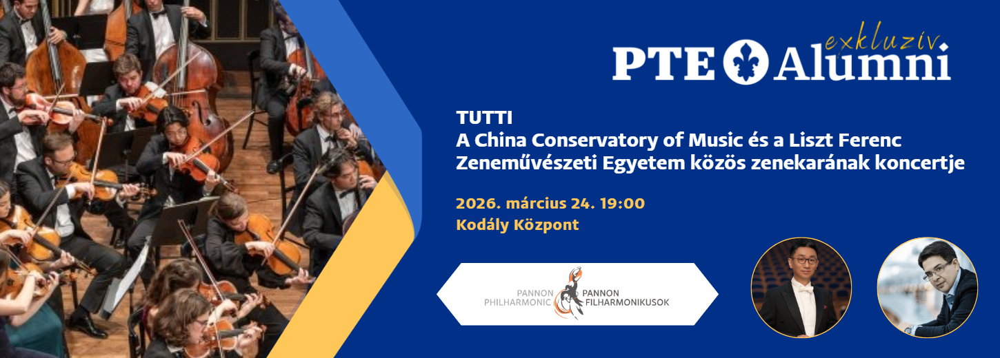 exkluzív
PTE Alumni
TUTTI
A China Conservatory of Music és a Liszt Ferenc
Zeneművészeti Egyetem közös zenekarának koncertje
2026. március 24. 19:00
Kodály Központ
PANNON PANNON
PHILHARMONIC FILHARMONIKUSOK